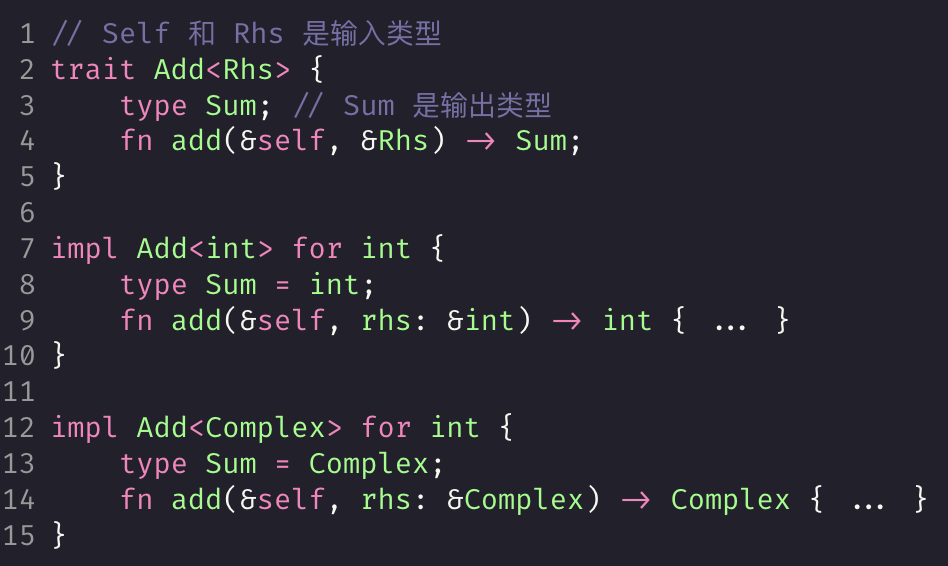 1 // Self 和 Rhs 是输入类型
2 trait Add<Rhs> {
3     type Sum; // Sum 是输出类型
4     fn add(&self, &Rhs) -> Sum;
5 }
6
7 impl Add<int> for int {
8     type Sum = int;
9     fn add(&self, rhs: &int) -> int { ... }
10 }
11
12 impl Add<Complex> for int {
13     type Sum = Complex;
14     fn add(&self, rhs: &Complex) -> Complex { ... }
15 }